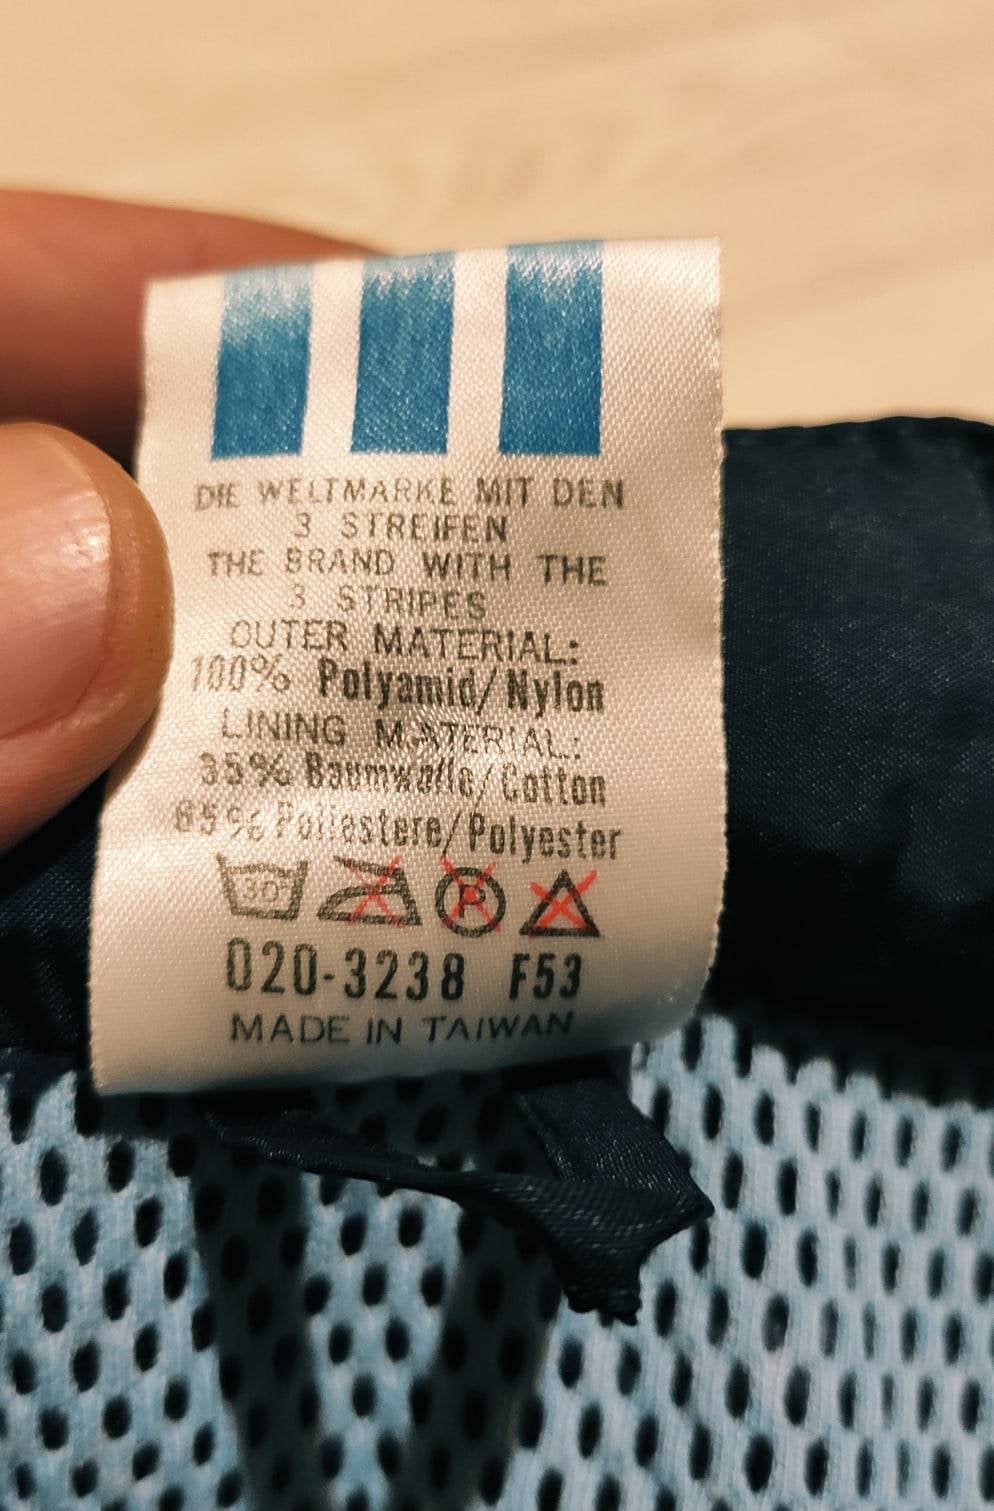 DIE WELTMARKE MIT DEN
3 STREIFEN
THE BRAND WITH THE
3 STRIPES
OUTER MATERIAL:
100% Polyamid/Nylon
LINING MATERIAL:
35% Baumwolle/Cotton
65% Poliestere/Polyester
30°
P
020-3238 F53
MADE IN TAIWAN